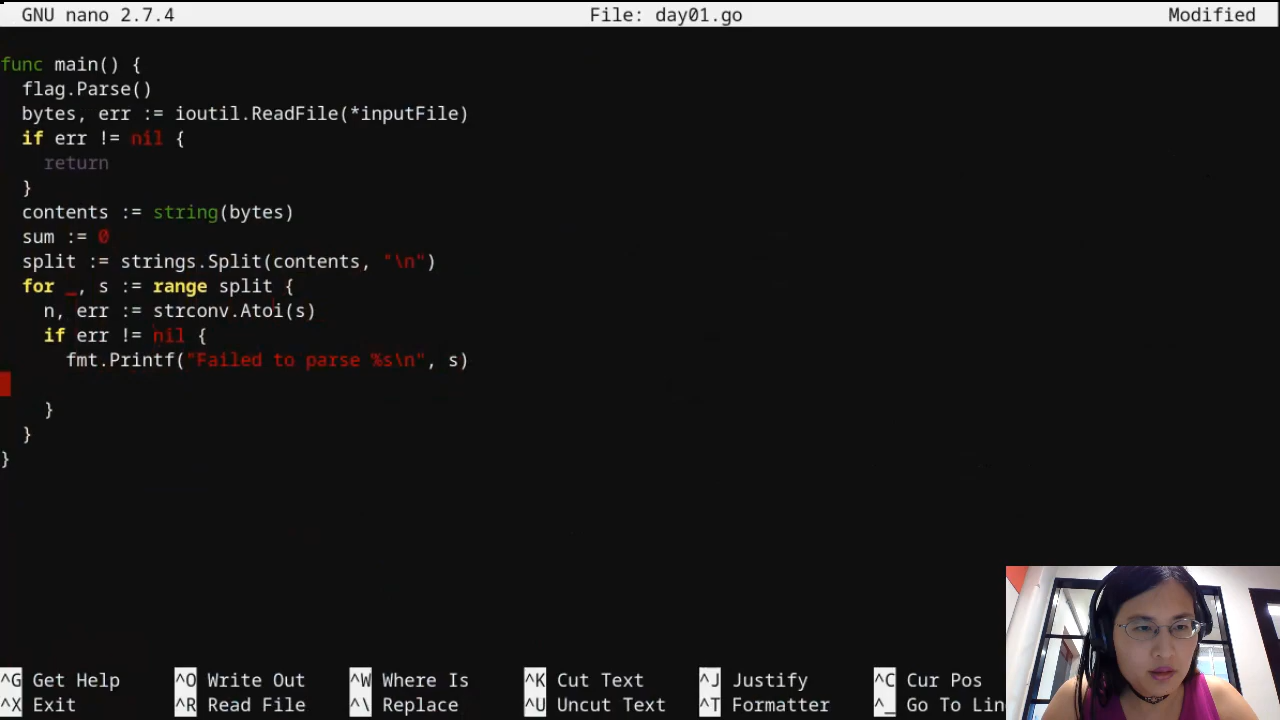 GNU nano 2.7.4 File: day01.go Modified
func main() {
  flag.Parse()
  bytes, err := ioutil.ReadFile(*inputFile)
  if err != nil {
    return
  }
  contents := string(bytes)
  sum := 0
  split := strings.Split(contents, "\n")
  for _, s := range split {
    n, err := strconv.Atoi(s)
    if err != nil {
      fmt.Printf("Failed to parse %s\n", s)
    }
  }
}
^G Get Help ^O Write Out ^W Where Is ^K Cut Text ^J Justify ^C Cur Pos
^X Exit ^R Read File ^\ Replace ^U Uncut Text ^T Formatter ^_ Go To Lin